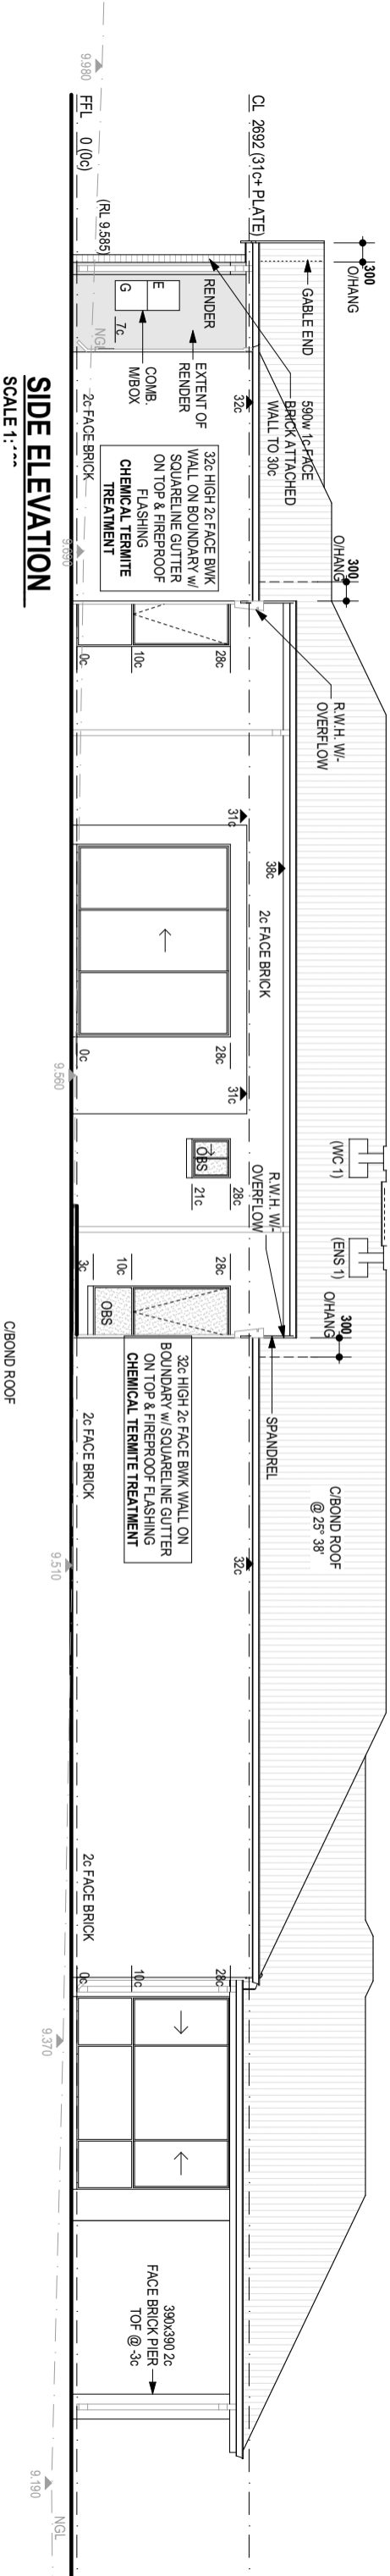 CL 2692 (31c+ PLATE)
FFL 0 (0c)
9.980
(RL 9.585)
300
O/HANG
GABLE END
590w 1c FACE
BRICK ATTACHED
WALL TO 30c
RENDER
E
G
7c
NGL
COMB.
M/BOX
EXTENT OF
RENDER
32c
2c FACE BRICK
32c HIGH 2c FACE BWK
WALL ON BOUNDARY w/
SQUARELINE GUTTER
ON TOP & FIREPROOF
FLASHING
CHEMICAL TERMITE
TREATMENT
9.690
300
O/HANG
R.W.H. W/-
OVERFLOW
28c
10c
0c
31c
38c
2c FACE BRICK
28c
0c
31c
9.560
OBS
28c
21c
(WC 1)
(ENS 1)
R.W.H. W/-
OVERFLOW
28c
10c
3c
OBS
300
O/HANG
SPANDREL
C/BOND ROOF
@ 25° 38'
32c HIGH 2c FACE BWK WALL ON
BOUNDARY w/ SQUARELINE GUTTER
ON TOP & FIREPROOF FLASHING
CHEMICAL TERMITE TREATMENT
2c FACE BRICK
32c
9.510
2c FACE BRICK
28c
10c
0c
9.370
390x390 2c
FACE BRICK PIER
TOF @ -3c
9.190
NGL
SIDE ELEVATION
SCALE 1:
C/BOND ROOF